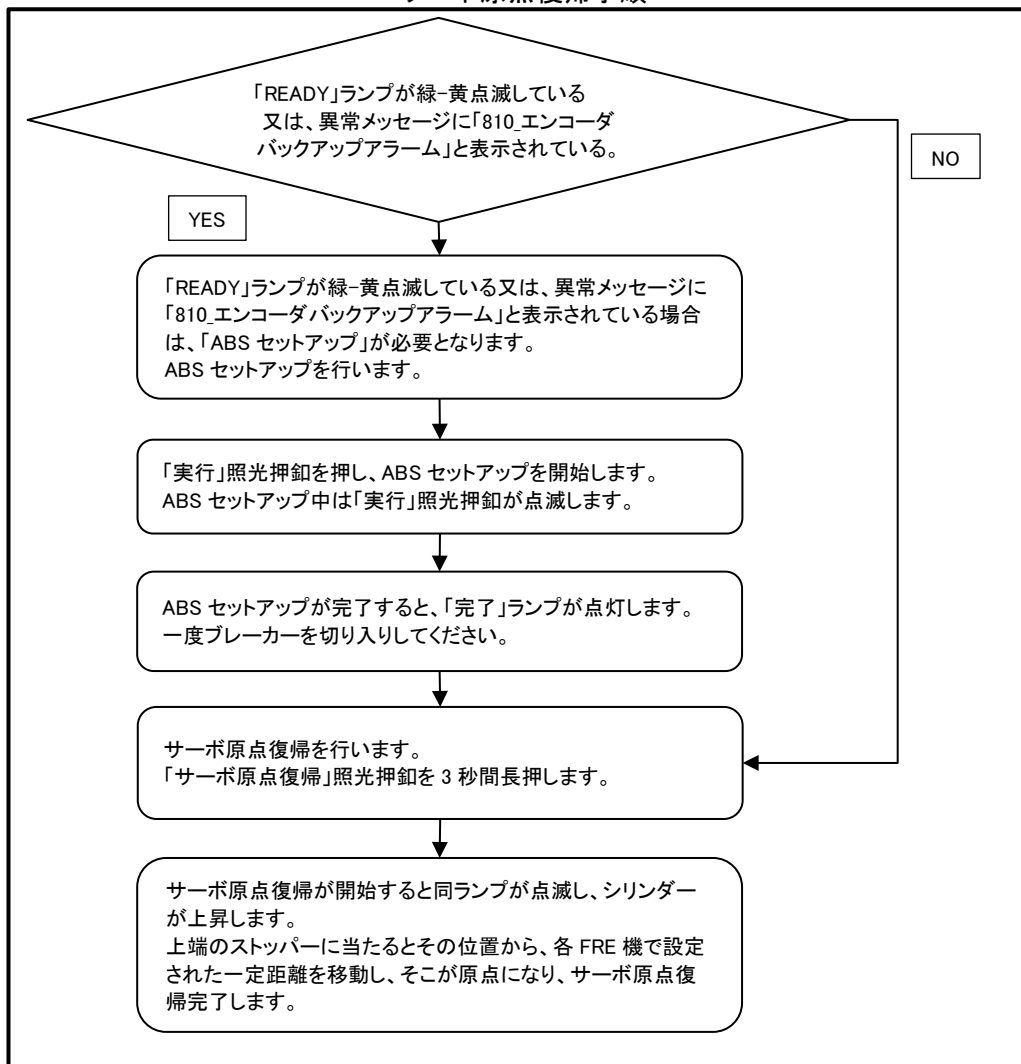 サーボ原点復帰手順
「READY」ランプが緑-黄点滅している
又は、異常メッセージに「810_エンコーダ
バックアップアラーム」と表示されている。
NO
YES
「READY」ランプが緑-黄点滅している又は、異常メッセージに
「810_エンコーダバックアップアラーム」と表示されている場合
は、「ABS セットアップ」が必要となります。
ABS セットアップを行います。
「実行」照光押釦を押し、ABS セットアップを開始します。
ABS セットアップ中は「実行」照光押釦が点滅します。
ABS セットアップが完了すると、「完了」ランプが点灯します。
一度ブレーカーを切り入りしてください。
サーボ原点復帰を行います。
「サーボ原点復帰」照光押釦を 3 秒間長押します。
サーボ原点復帰が開始すると同ランプが点滅し、シリンダー
が上昇します。
上端のストッパーに当たるとその位置から、各 FRE 機で設定
された一定距離を移動し、そこが原点になり、サーボ原点復
帰完了します。